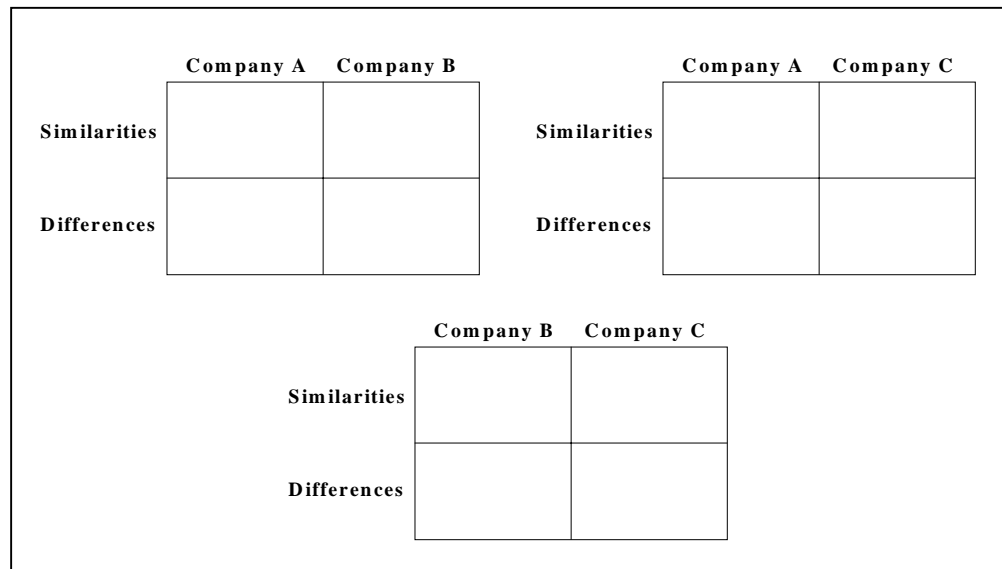 Company A Company B
Similarities
Differences
Company A Company C
Similarities
Differences
Company B Company C
Similarities
Differences